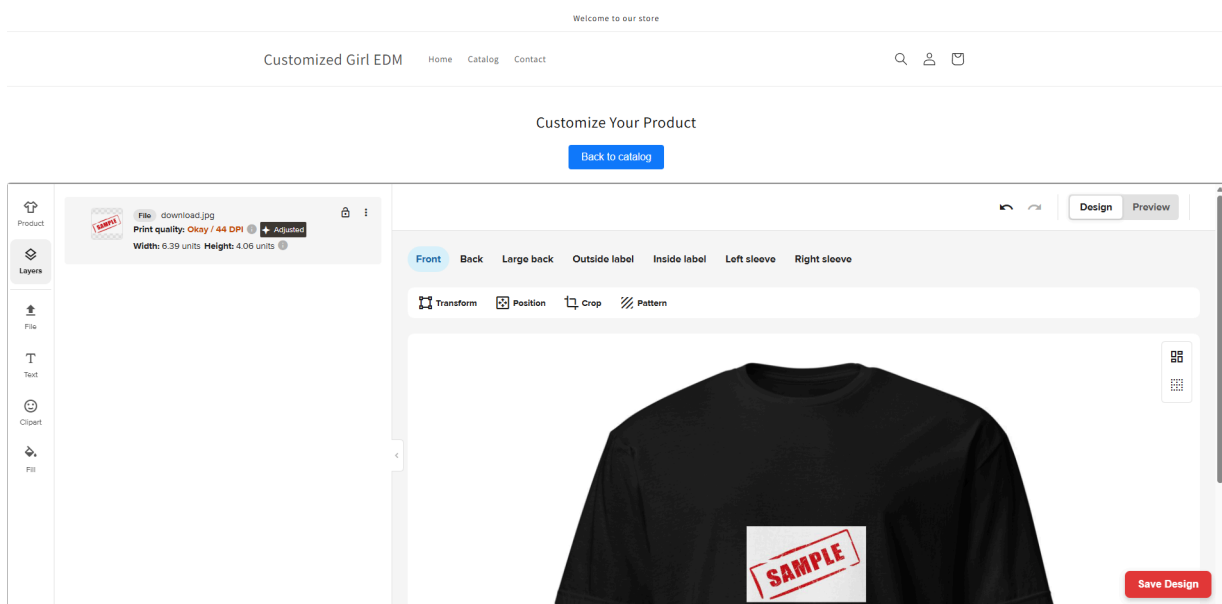 Welcome to our store
Customized Girl EDM Home Catalog Contact
Customize Your Product
Back to catalog
Product
Layers
File
Text
Clipart
Fill
SAMPLE
File download.jpg
Print quality: Okay / 44 DPI Adjusted
Width: 6.39 units Height: 4.06 units
Design Preview
Front Back Large back Outside label Inside label Left sleeve Right sleeve
Transform Position Crop Pattern
SAMPLE
Save Design